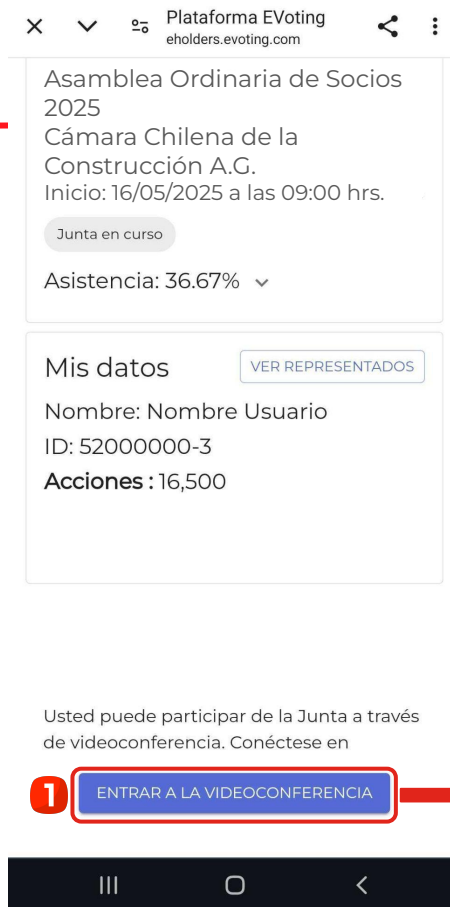 Plataforma EVoting
eholders.evoting.com
Asamblea Ordinaria de Socios
2025
Cámara Chilena de la
Construcción A.G.
Inicio: 16/05/2025 a las 09:00 hrs.
Junta en curso
Asistencia: 36.67%
Mis datos
VER REPRESENTADOS
Nombre: Nombre Usuario
ID: 52000000-3
Acciones : 16,500
Usted puede participar de la Junta a través
de videoconferencia. Conéctese en
1 ENTRAR A LA VIDEOCONFERENCIA